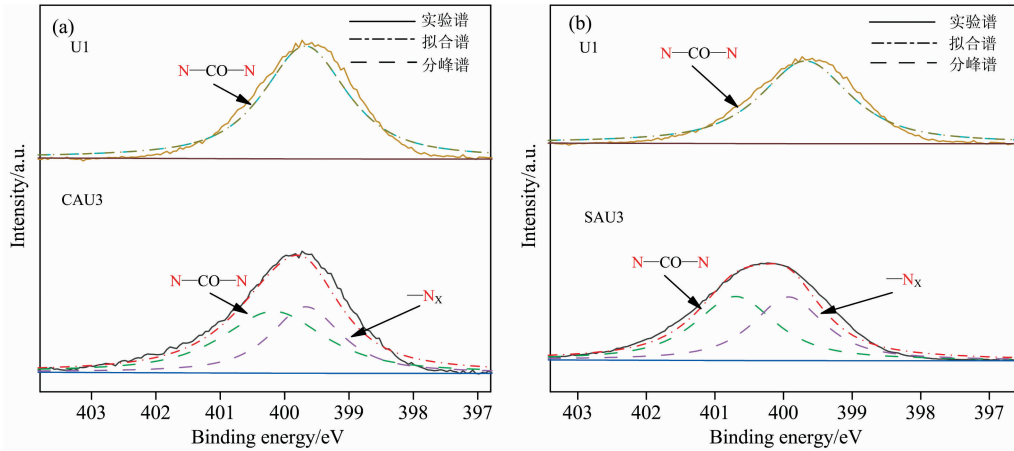 (a)
U1
实验谱
拟合谱
分峰谱
N—CO—N
CAU3
N—CO—N
—NX
Intensity/a.u.
403 402 401 400 399 398 397
Binding energy/eV
(b)
U1
实验谱
拟合谱
分峰谱
N—CO—N
SAU3
N—CO—N
—NX
Intensity/a.u.
403 402 401 400 399 398 397
Binding energy/eV